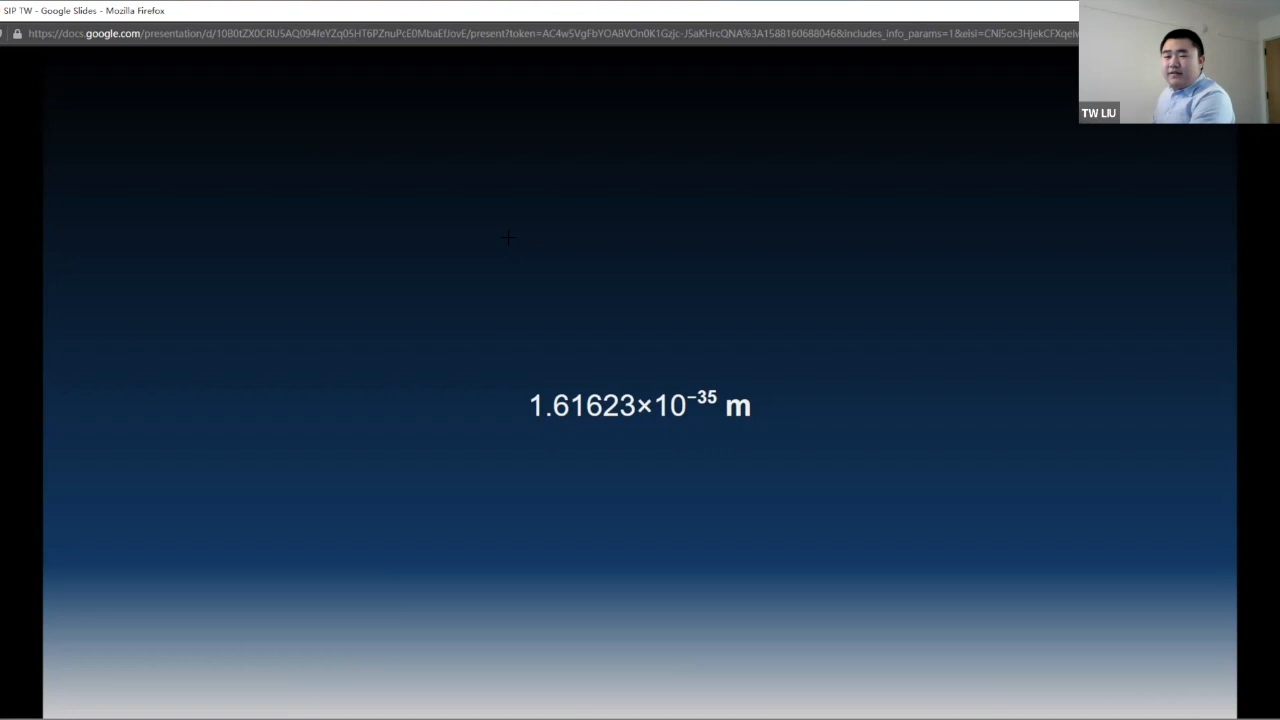 SIP TW - Google Slides - Mozilla Firefox
TW LIU
1.61623×10⁻³⁵ m